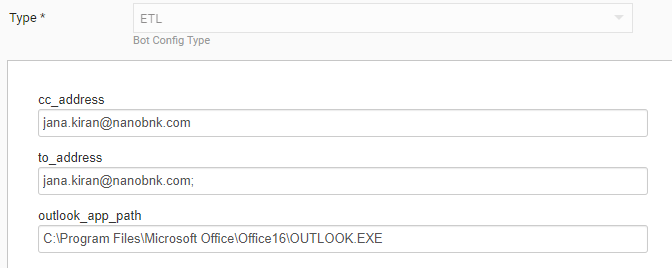 Type *
ETL
Bot Config Type
cc_address
jana.kiran@nanobnk.com
to_address
jana.kiran@nanobnk.com;
outlook_app_path
C:\Program Files\Microsoft Office\Office16\OUTLOOK.EXE